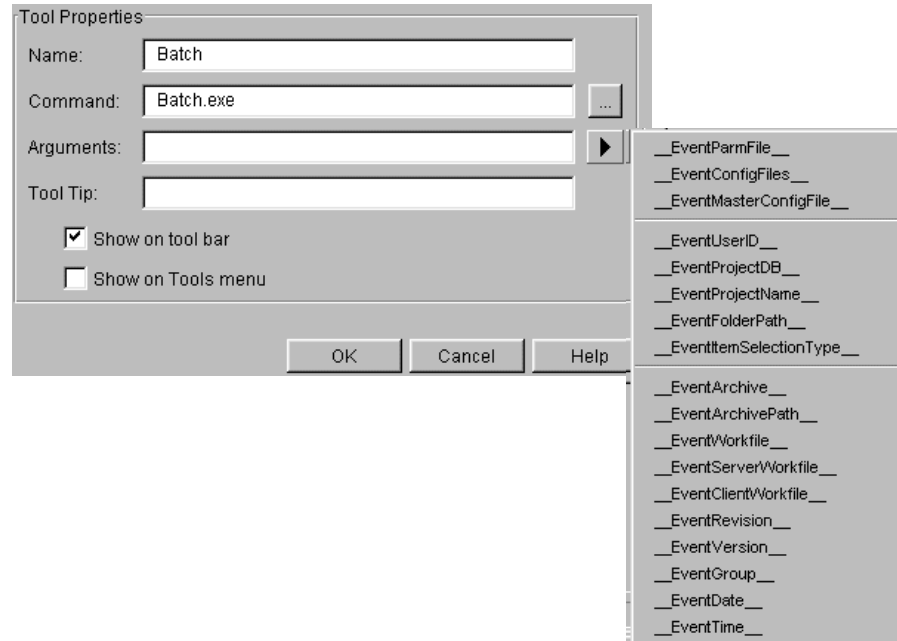 Tool Properties
Name: Batch
Command: Batch.exe ...
Arguments:
Tool Tip:
Show on tool bar
Show on Tools menu
OK Cancel Help
__EventParmFile__
__EventConfigFiles__
__EventMasterConfigFile__
__EventUserID__
__EventProjectDB__
__EventProjectName__
__EventFolderPath__
__EventItemSelectionType__
__EventArchive__
__EventArchivePath__
__EventWorkfile__
__EventServerWorkfile__
__EventClientWorkfile__
__EventRevision__
__EventVersion__
__EventGroup__
__EventDate__
__EventTime__